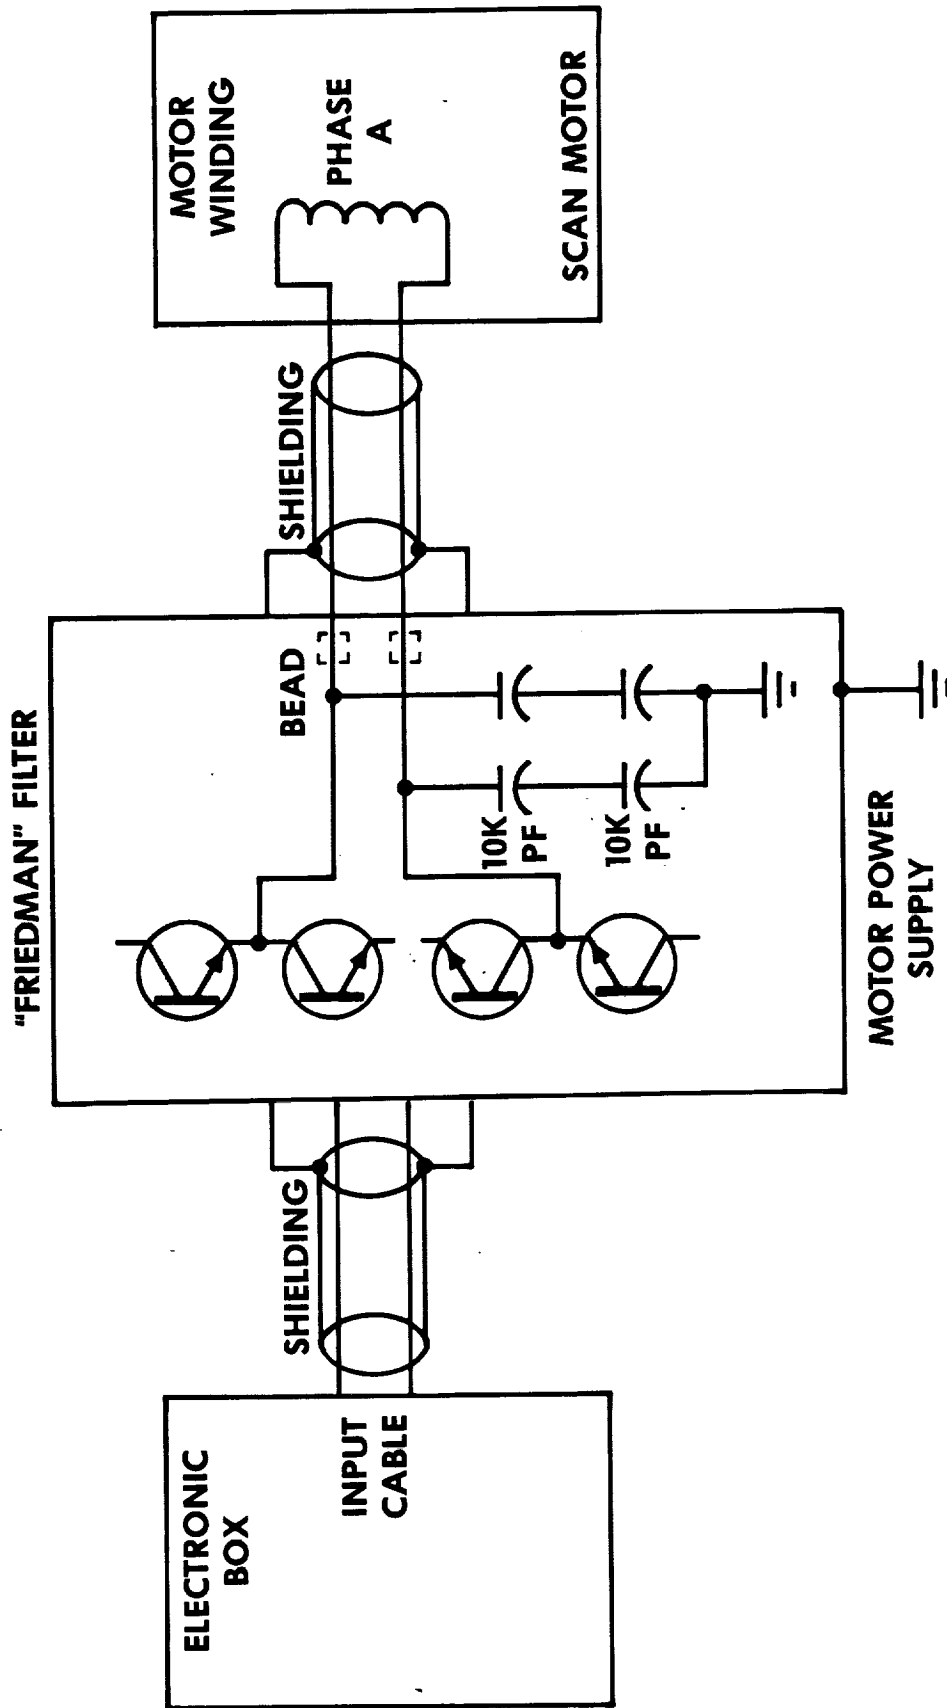 "FRIEDMAN" FILTER
ELECTRONIC
BOX
INPUT
CABLE
SHIELDING
BEAD
10K
PF
10K
PF
MOTOR POWER
SUPPLY
SHIELDING
MOTOR
WINDING
PHASE
A
SCAN MOTOR